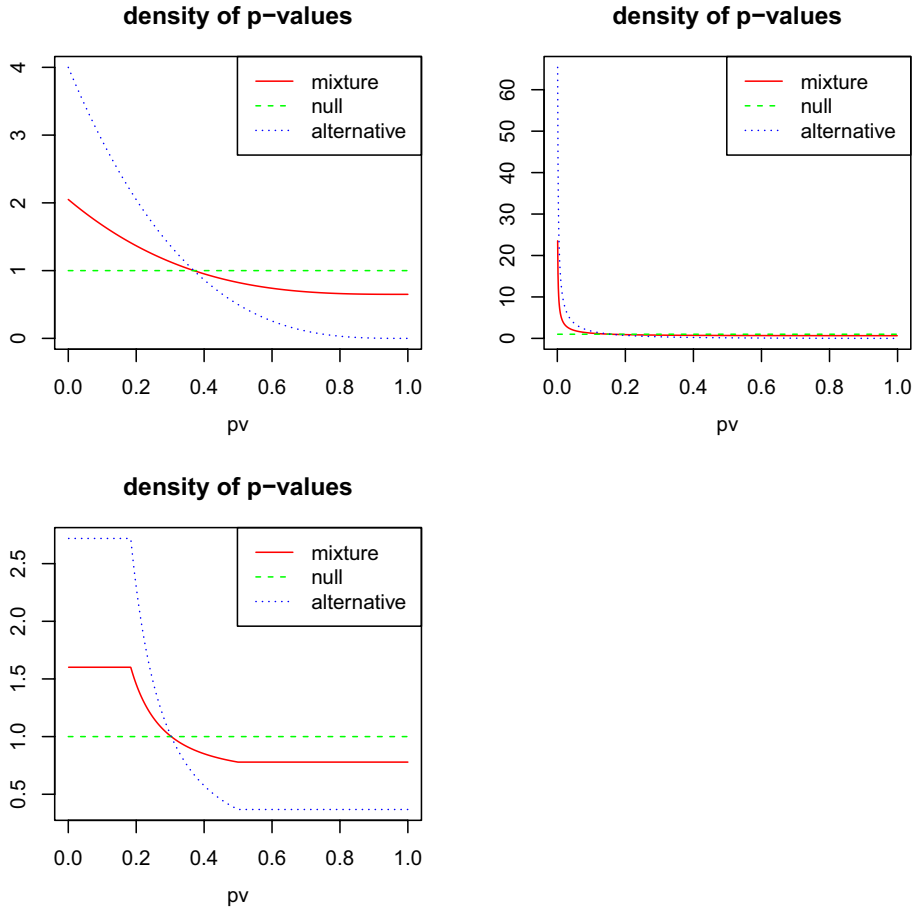 density of p−values
mixture
null
alternative
4
3
2
1
0
0.0 0.2 0.4 0.6 0.8 1.0
pv
density of p−values
mixture
null
alternative
60
50
40
30
20
10
0
0.0 0.2 0.4 0.6 0.8 1.0
pv
density of p−values
mixture
null
alternative
2.5
2.0
1.5
1.0
0.5
0.0 0.2 0.4 0.6 0.8 1.0
pv